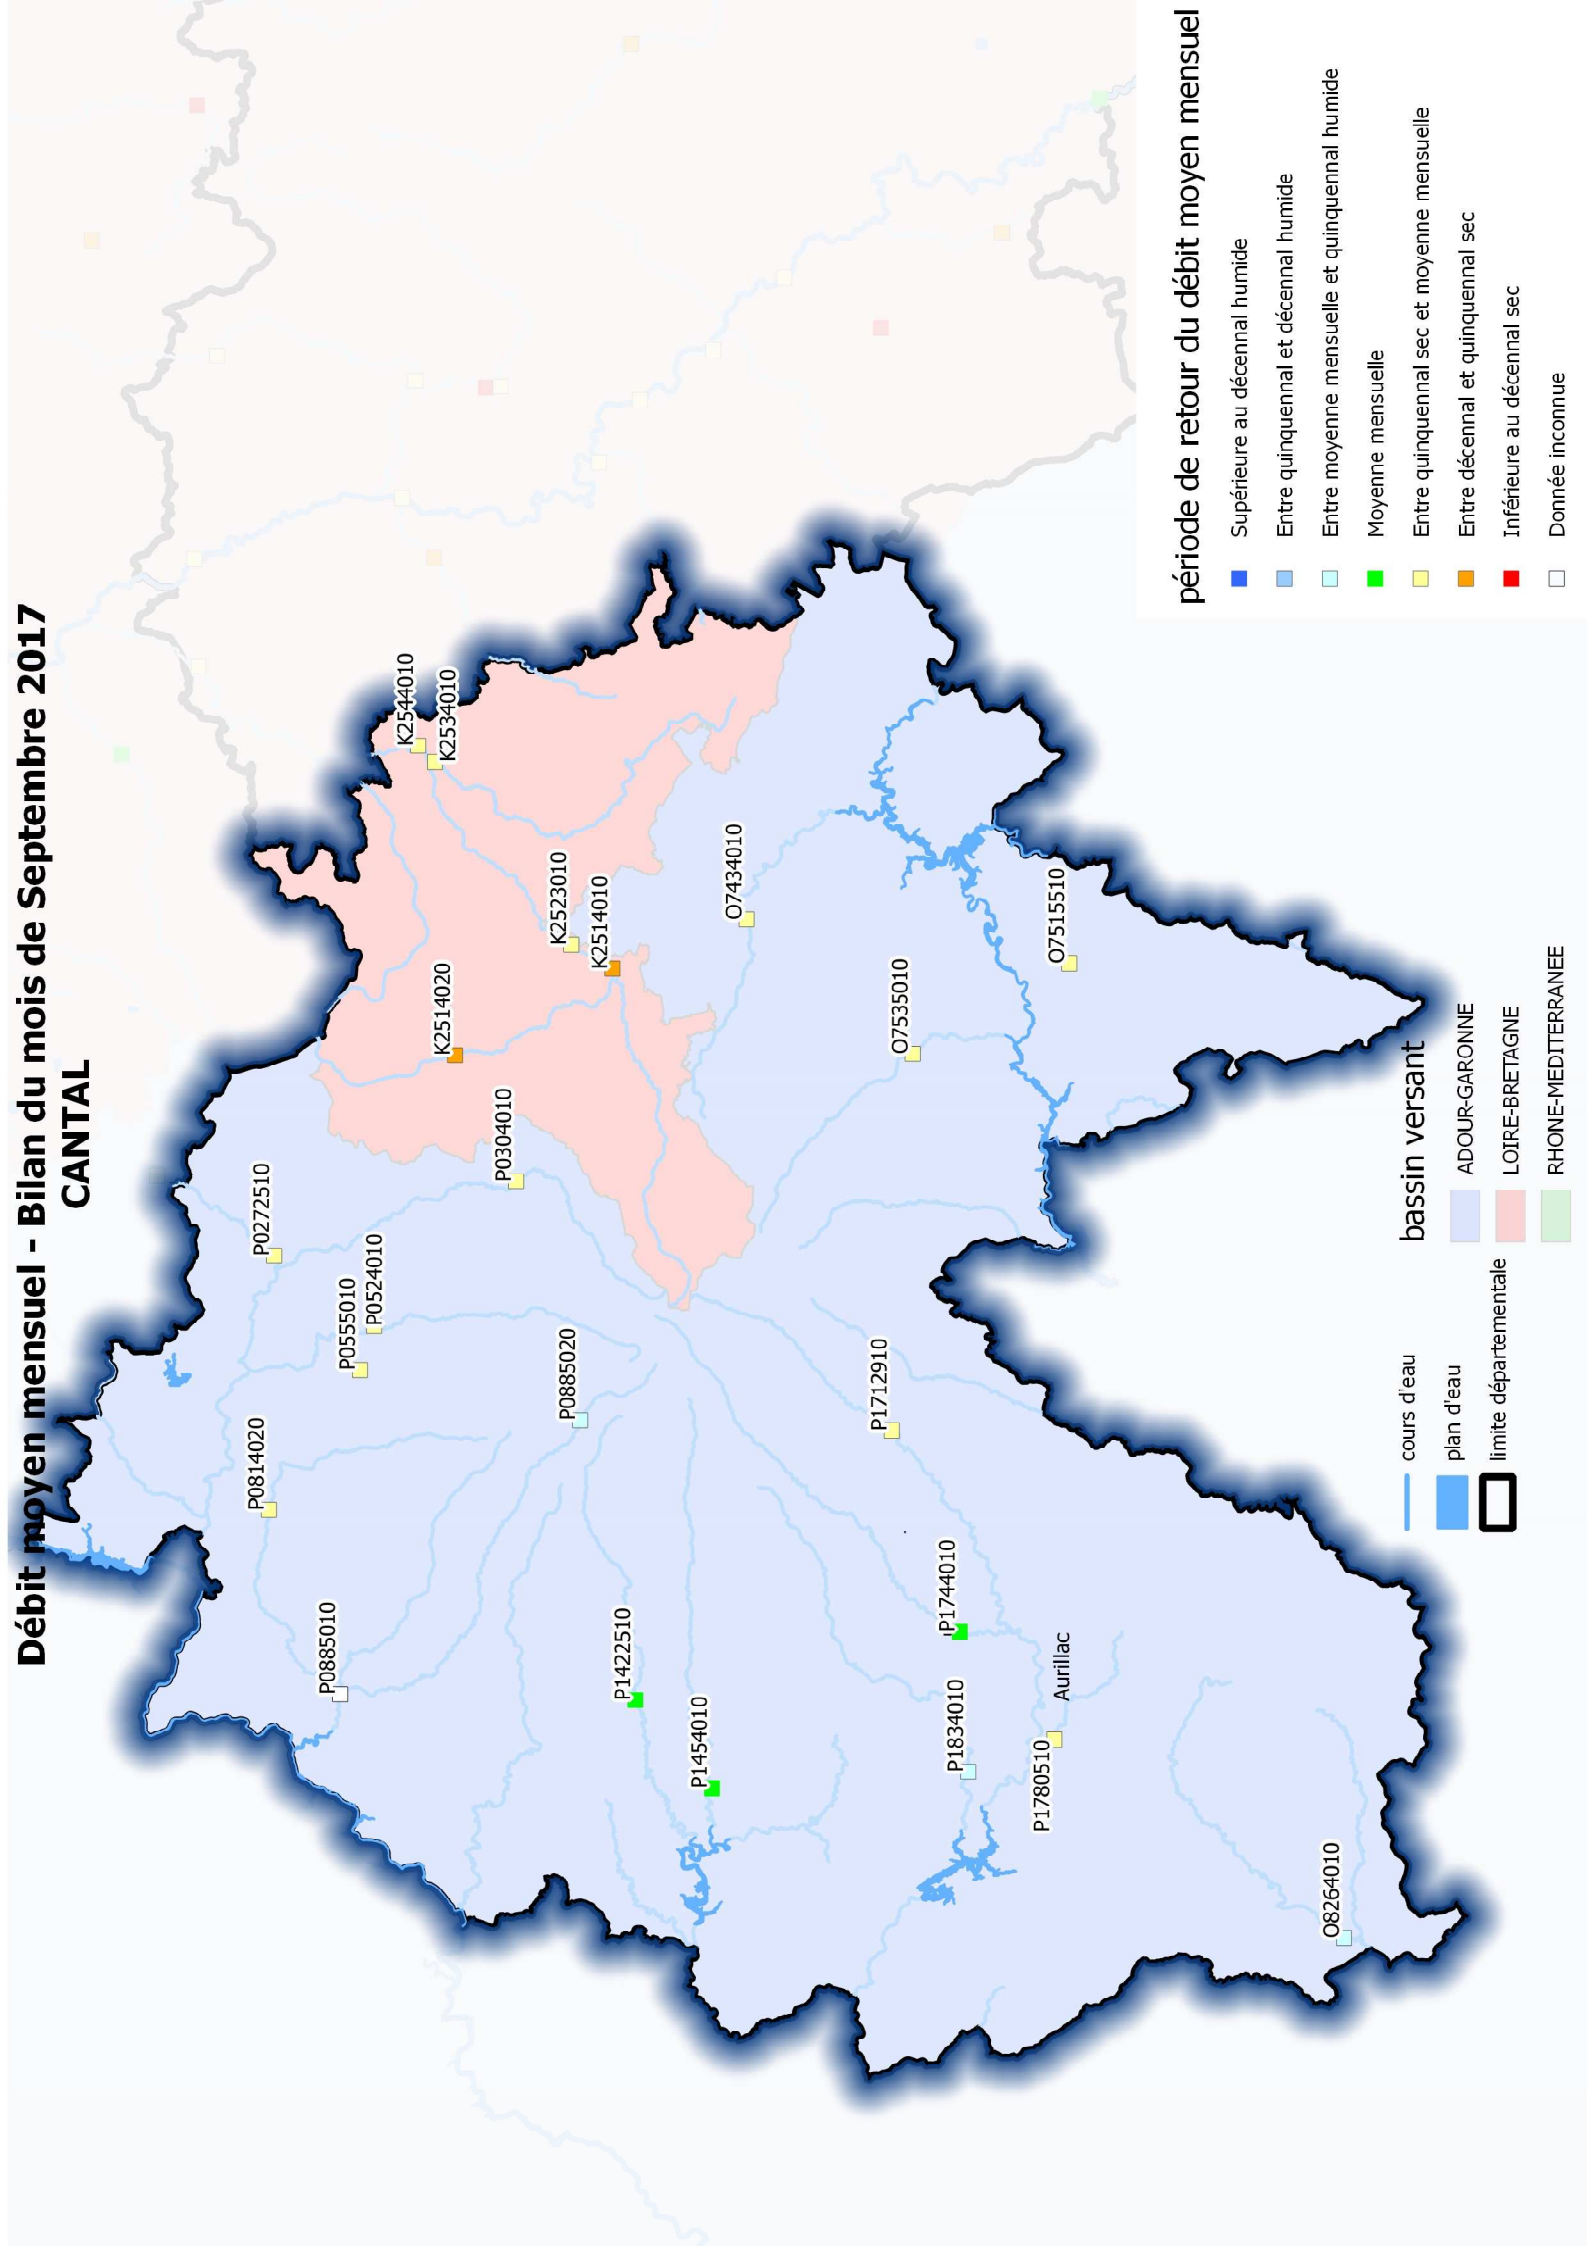 Débit moyen mensuel - Bilan du mois de Septembre 2017
CANTAL
P0272510
P0814020
P0885010
P0555010
P0524010
K2544010
K2534010
K2514020
P0304010
K2523010
K2514010
P0885020
P1422510
P1454010
O7434010
O7535010
P1712910
P1744010
P1834010
P1780510
Aurillac
O7515510
O8264010
cours d'eau
plan d'eau
limite départementale
bassin versant
ADOUR-GARONNE
LOIRE-BRETAGNE
RHONE-MEDITERRANEE
période de retour du débit moyen mensuel
Supérieure au décennal humide
Entre quinquennal et décennal humide
Entre moyenne mensuelle et quinquennal humide
Moyenne mensuelle
Entre quinquennal sec et moyenne mensuelle
Entre décennal et quinquennal sec
Inférieure au décennal sec
Donnée inconnue